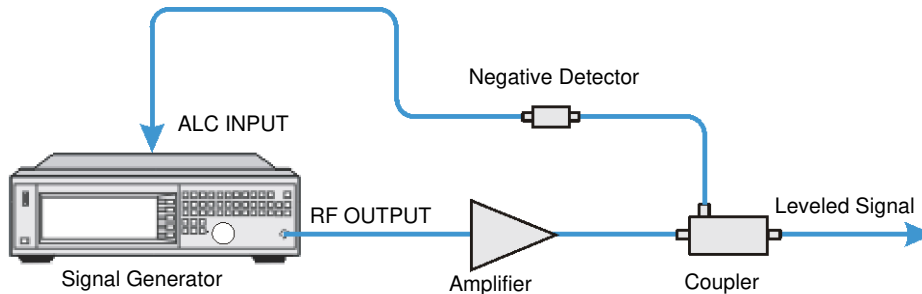 Negative Detector
ALC INPUT
RF OUTPUT
Leveled Signal
Signal Generator
Amplifier
Coupler